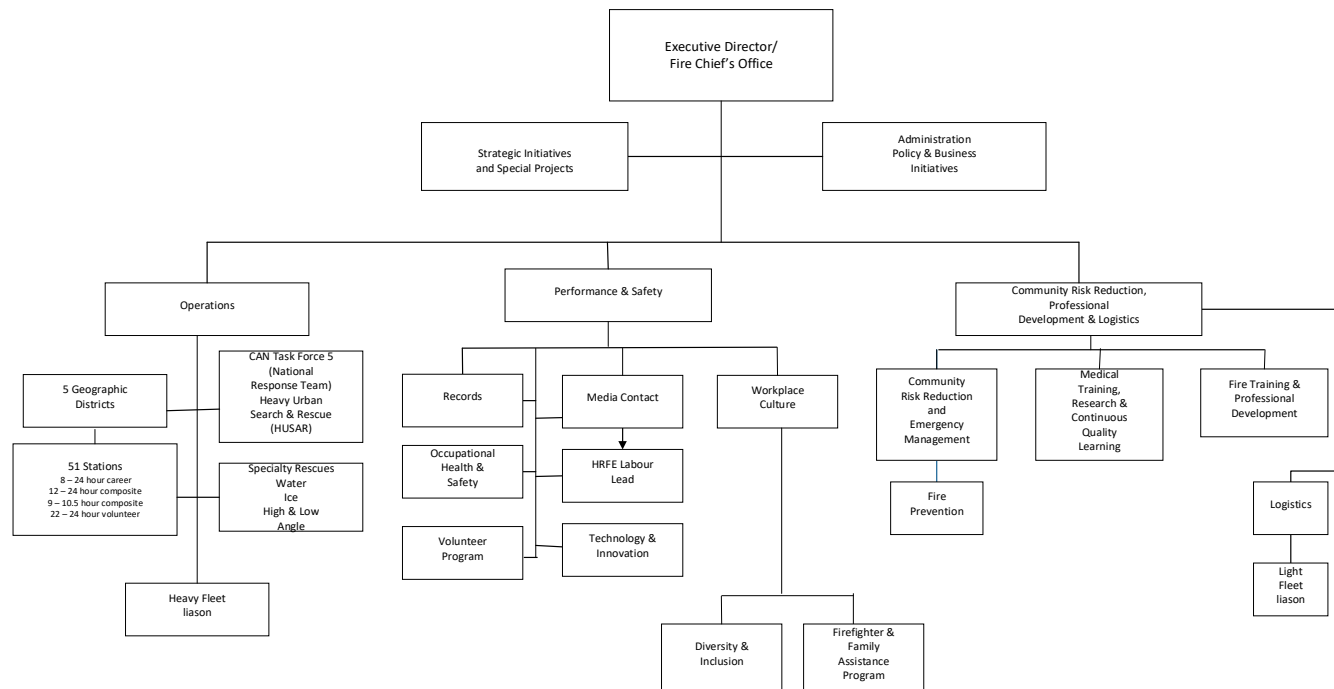 Executive Director/
Fire Chief's Office
Strategic Initiatives
and Special Projects
Administration
Policy & Business
Initiatives
Operations
Performance & Safety
Community Risk Reduction,
Professional
Development & Logistics
5 Geographic
Districts
CAN Task Force 5
(National
Response Team)
Heavy Urban
Search & Rescue
(HUSAR)
51 Stations
8 – 24 hour career
12 – 24 hour composite
9 – 10.5 hour composite
22 – 24 hour volunteer
Specialty Rescues
Water
Ice
High & Low
Angle
Heavy Fleet
liason
Records
Media Contact
Workplace
Culture
Occupational
Health &
Safety
HRFE Labour
Lead
Volunteer
Program
Technology &
Innovation
Diversity &
Inclusion
Firefighter &
Family
Assistance
Program
Community
Risk Reduction
and
Emergency
Management
Medical
Training,
Research &
Continuous
Quality
Learning
Fire Training &
Professional
Development
Fire
Prevention
Logistics
Light
Fleet
liason